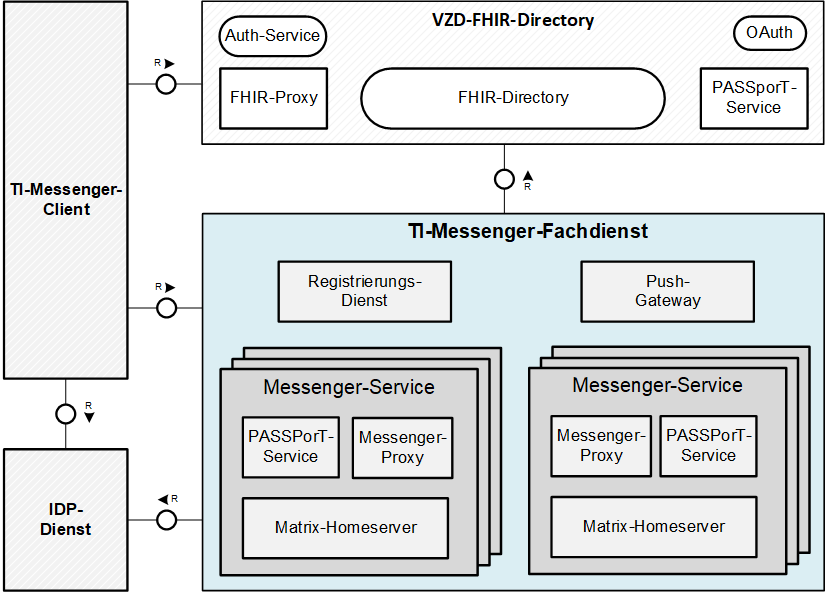 VZD-FHIR-Directory
Auth-Service
OAuth
R
FHIR-Proxy
FHIR-Directory
PASSporT-
Service
TI-Messenger-
Client
R
TI-Messenger-Fachdienst
R
Registrierungs-
Dienst
Push-
Gateway
Messenger-Service
Messenger-Service
R
PASSPorT-
Service
Messenger-
Proxy
Messenger-
Proxy
PASSPorT-
Service
IDP-
Dienst
R
Matrix-Homeserver
Matrix-Homeserver